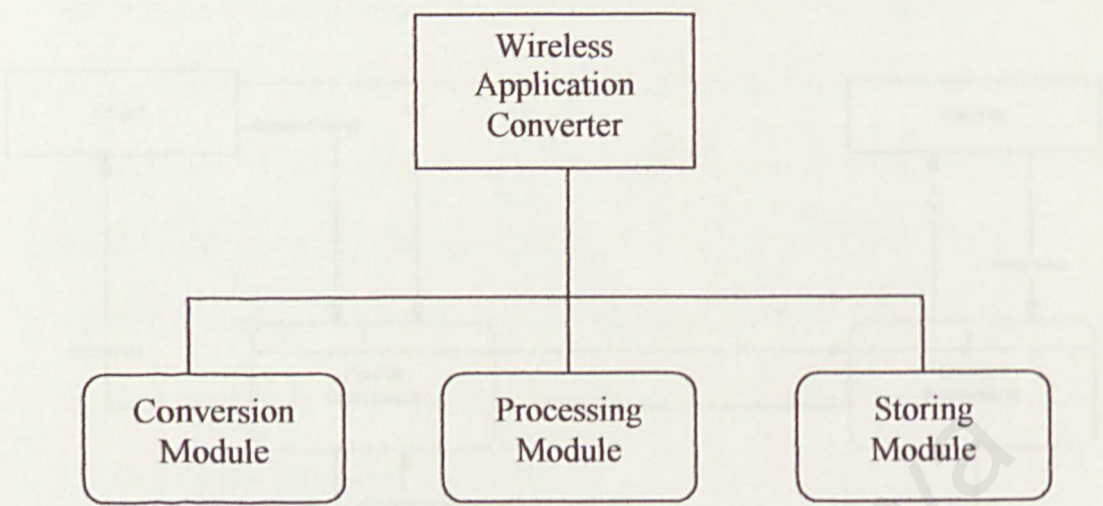 Wireless
Application
Converter
Conversion
Module
Processing
Module
Storing
Module